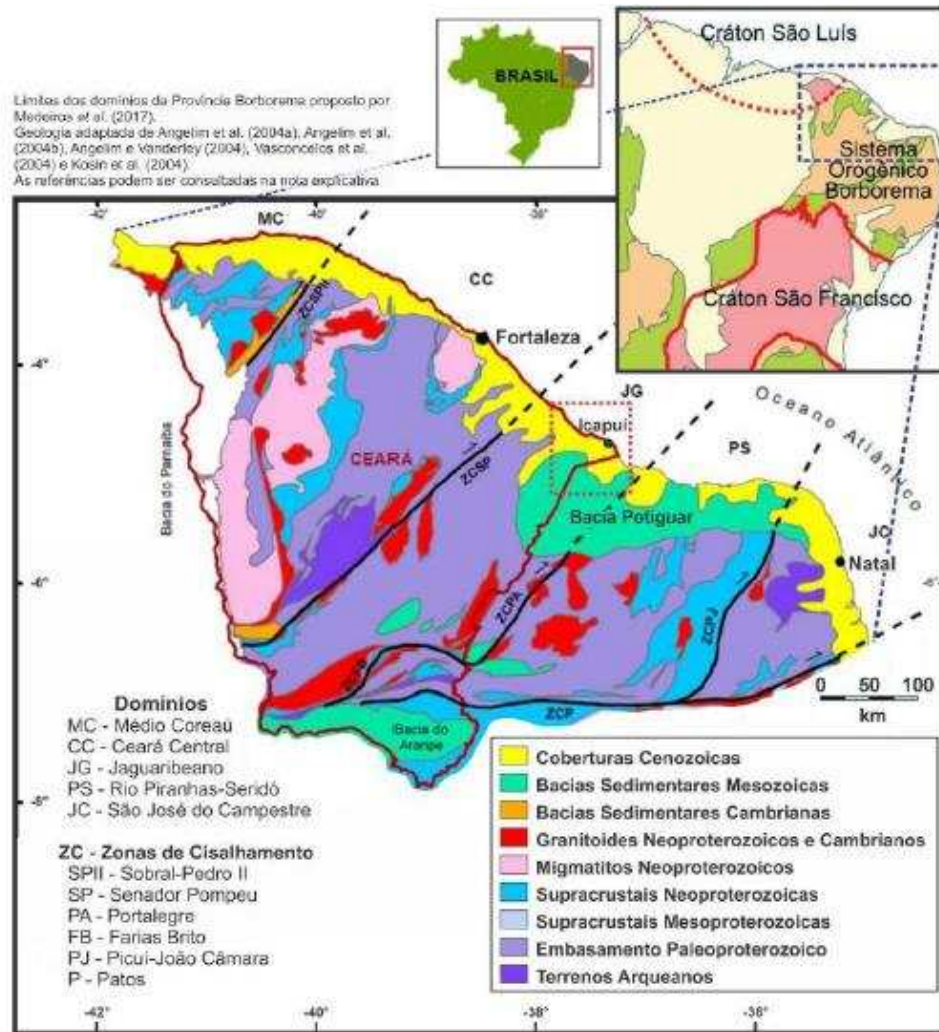 Limites dos domínios da Província Borborema proposto por
Medeiros et al. (2017).
Geologia adaptada de Angelim et al. (2004a), Angelim et al.
(2004b), Angelim e Vanderley (2004), Vasconcelos et al.
(2004) e Kosin et al. (2004).
As referências podem ser consultadas na nota explicativa
BRASIL
Cráton São Luís
Sistema
Orogênico
Borborema
Cráton São Francisco
-42°
-40°
-38°
MC
CC
ZCSPII
Fortaleza
-4°
JG
Icapuí
Oceano Atlântico
PS
Bacia do Parnaíba
CEARÁ
ZCSP
Bacia Potiguar
JC
Natal
-6°
ZCPA
ZCPJ
ZCP
Bacia do
Araripe
0 50 100
km
Domínios
MC - Médio Coreaú
CC - Ceará Central
JG - Jaguaribeano
PS - Rio Piranhas-Seridó
JC - São José do Campestre
-8°
ZC - Zonas de Cisalhamento
SPII - Sobral-Pedro II
SP - Senador Pompeu
PA - Portalegre
FB - Farias Brito
PJ - Picuí-João Câmara
P - Patos
Coberturas Cenozoicas
Bacias Sedimentares Mesozoicas
Bacias Sedimentares Cambrianas
Granitoides Neoproterozoicos e Cambrianos
Migmatitos Neoproterozoicos
Supracrustais Neoproterozoicas
Supracrustais Mesoproterozoicas
Embasamento Paleoproterozoico
Terrenos Arqueanos
-42°
-40°
-38°
-36°